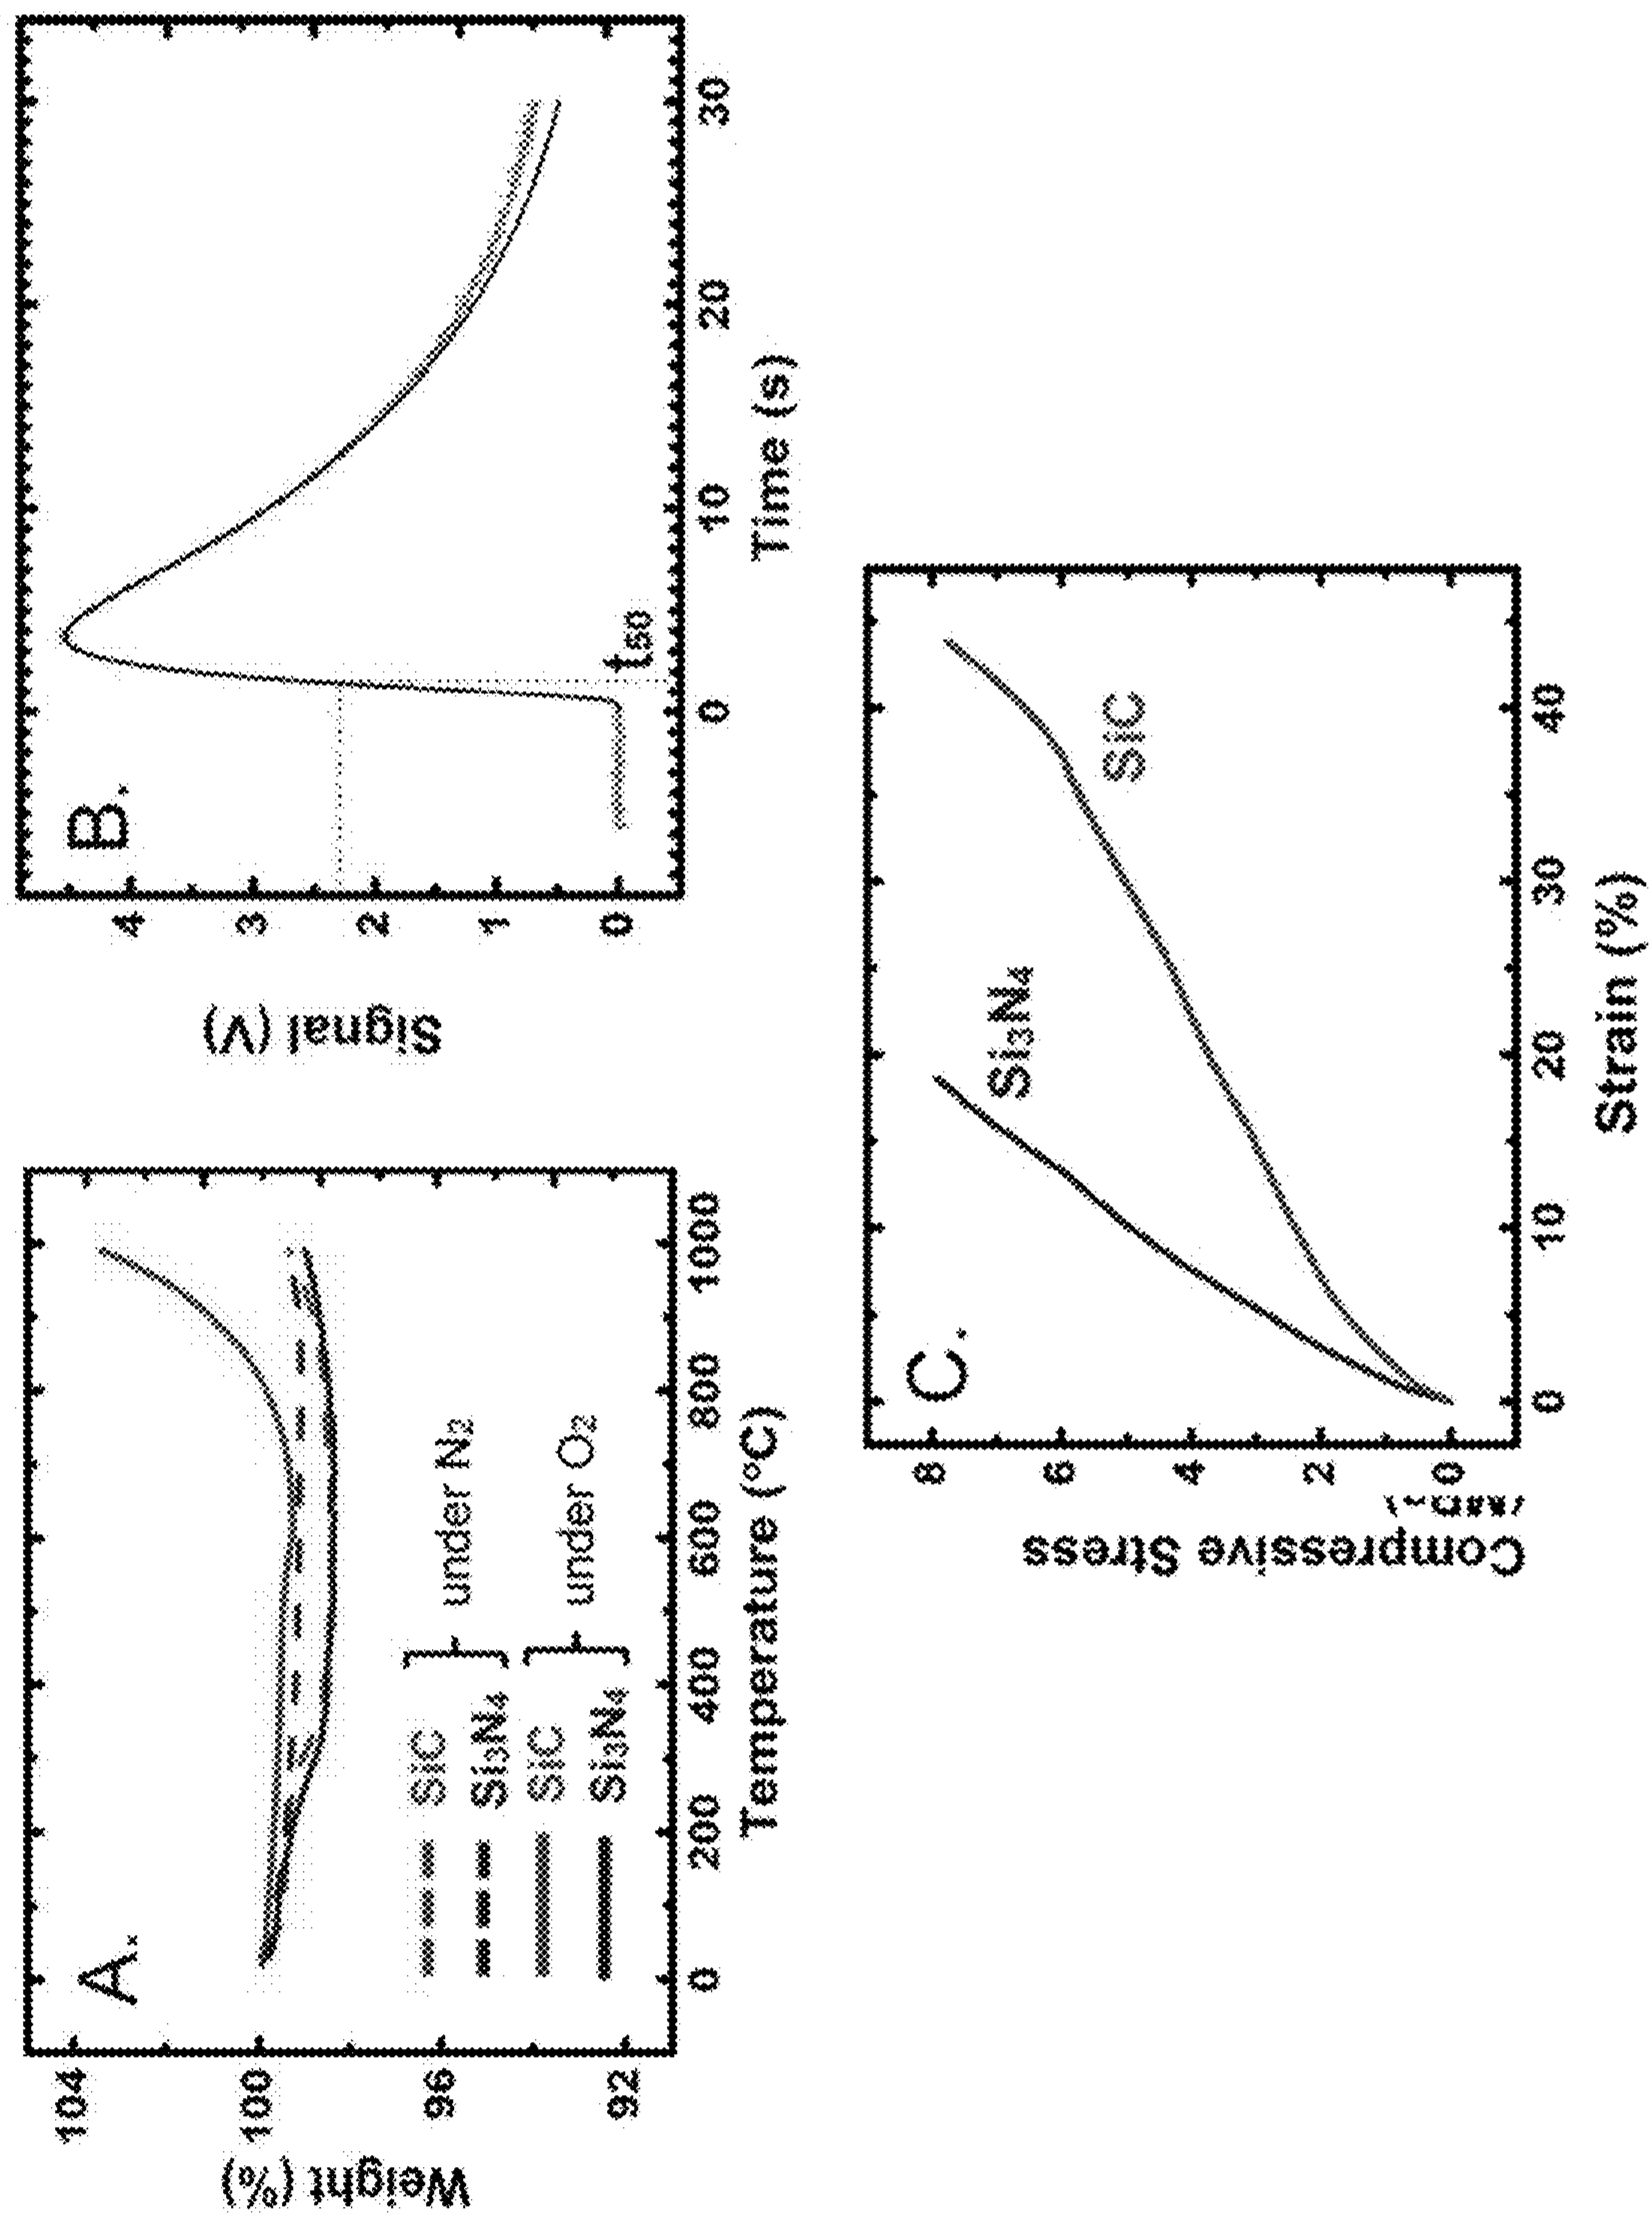 A.
104
100
96
92
Weight (%)
SiC
Si₃N₄
under N₂
SiC
Si₃N₄
under O₂
0 200 400 600 800 1000
Temperature (°C)
B.
4
3
2
1
0
Signal (V)
t₅₀
0 10 20 30
Time (s)
C.
8
6
4
2
0
Compressive Stress
Si₃N₄
SiC
0 10 20 30 40
Strain (%)